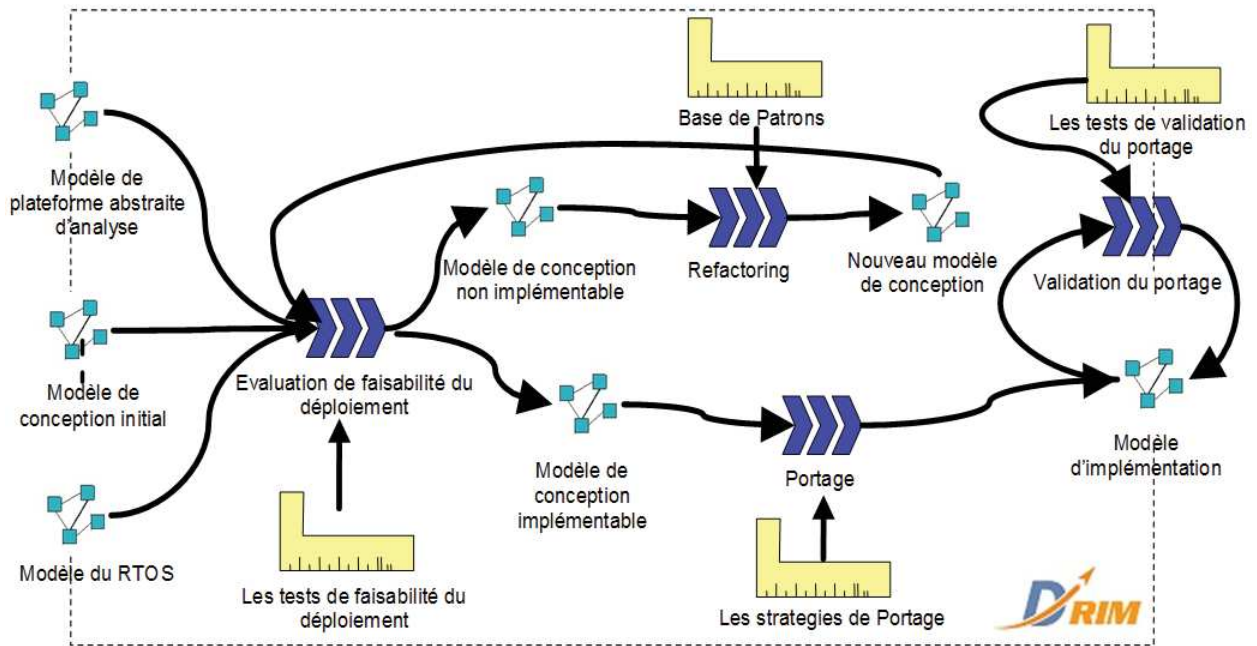 Base de Patrons
Les tests de validation
du portage
Modèle de
plateforme abstraite
d'analyse
Modèle de conception
non implémentable
Refactoring
Nouveau modèle
de conception
Validation du portage
Modèle de
conception initial
Evaluation de faisabilité du
déploiement
Modèle de
conception
implémentable
Portage
Modèle
d'implémentation
Modèle du RTOS
Les tests de faisabilité du
déploiement
Les strategies de Portage
DRIM